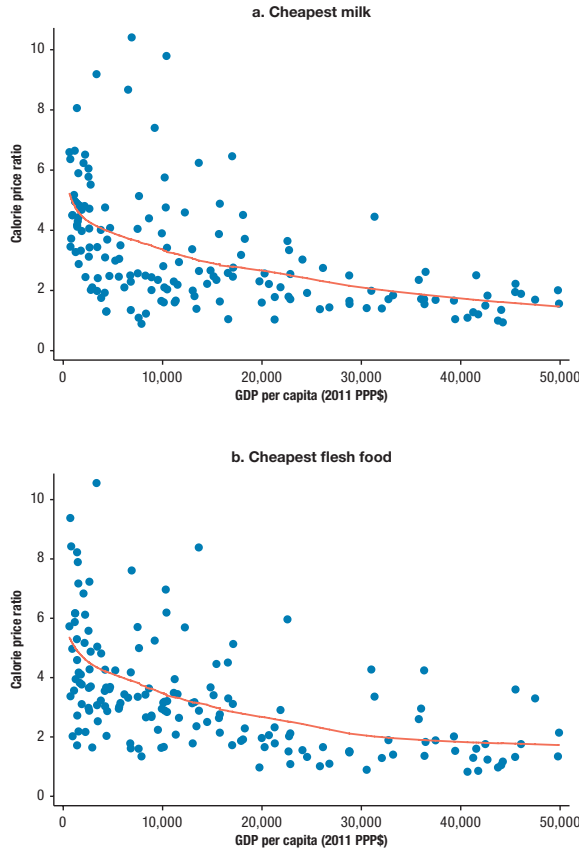 a. Cheapest milk
10
8
6
4
2
0
Calorie price ratio
0 10,000 20,000 30,000 40,000 50,000
GDP per capita (2011 PPP$)
b. Cheapest flesh food
10
8
6
4
2
0
Calorie price ratio
0 10,000 20,000 30,000 40,000 50,000
GDP per capita (2011 PPP$)